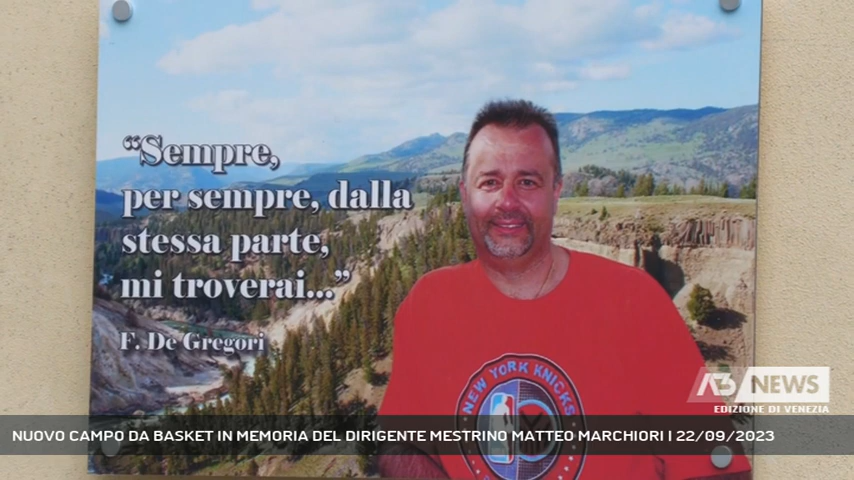 “Sempre,
per sempre, dalla
stessa parte,
mi troverai...”
F. De Gregori
NEW YORK KNICKS
NEWS
EDIZIONE DI VENEZIA
NUOVO CAMPO DA BASKET IN MEMORIA DEL DIRIGENTE MESTRINO MATTEO MARCHIORI | 22/09/2023